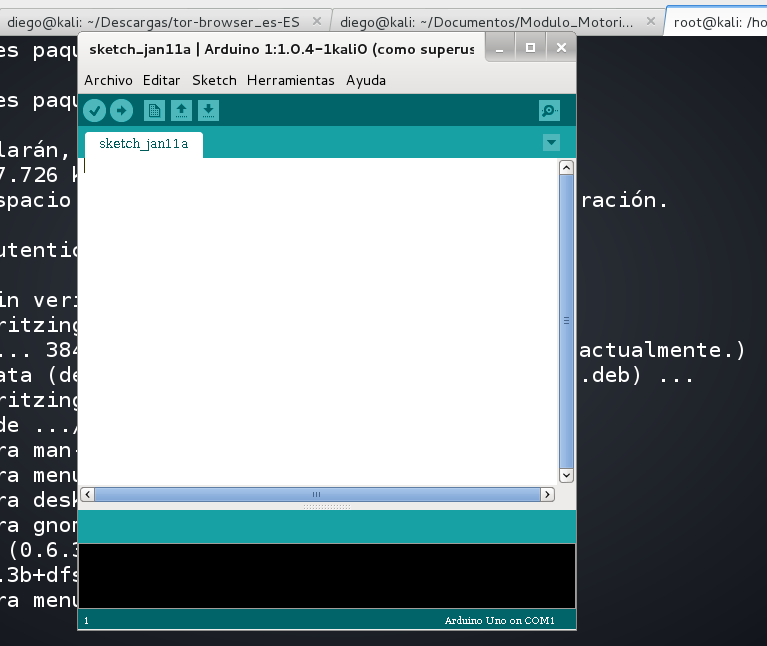 diego@kali: ~/Descargas/tor-browser_es-ES
diego@kali: ~/Documentos/Modulo_Motori...
root@kali: /ho
sketch_jan11a | Arduino 1:1.0.4-1kali0 (como superus
Archivo Editar Sketch Herramientas Ayuda
sketch_jan11a
es paqu
es paqu
larán,
7.726 k
spacio
ración.
utentic
in veri
ritzing
... 384
actualmente.)
ata (de
.deb) ...
ritzing
de .../
ra man-
ra menu
ra desk
ra gnom
(0.6.3
.3b+dfs
ra menu
1
Arduino Uno on COM1